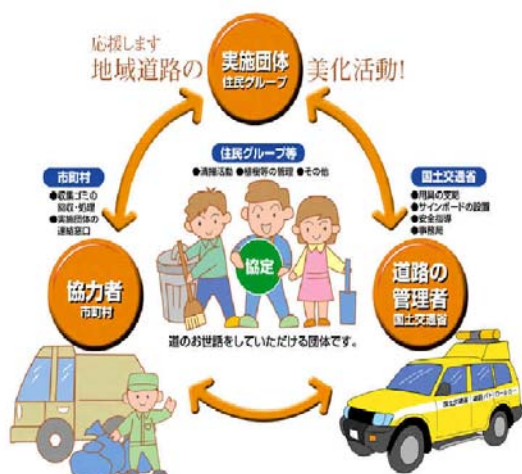 応援します
地域道路の 美化活動!
実施団体
住民グループ
住民グループ等
●清掃活動 ●植樹等の管理 ●その他
市町村
●収集ゴミの
回収・処理
●実施団体の
連絡窓口
国土交通省
●用具の支給
●サインボードの設置
●安全指導
●事務局
協定
協力者
市町村
道路の
管理者
国土交通省
道のお世話をしていただける団体です。